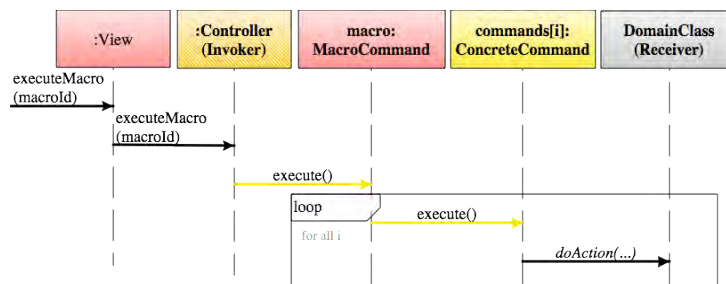 :View
:Controller
(Invoker)
macro:
MacroCommand
commands[i]:
ConcreteCommand
DomainClass
(Receiver)
executeMacro
(macroId)
executeMacro
(macroId)
execute()
loop
execute()
for all i
doAction(...)